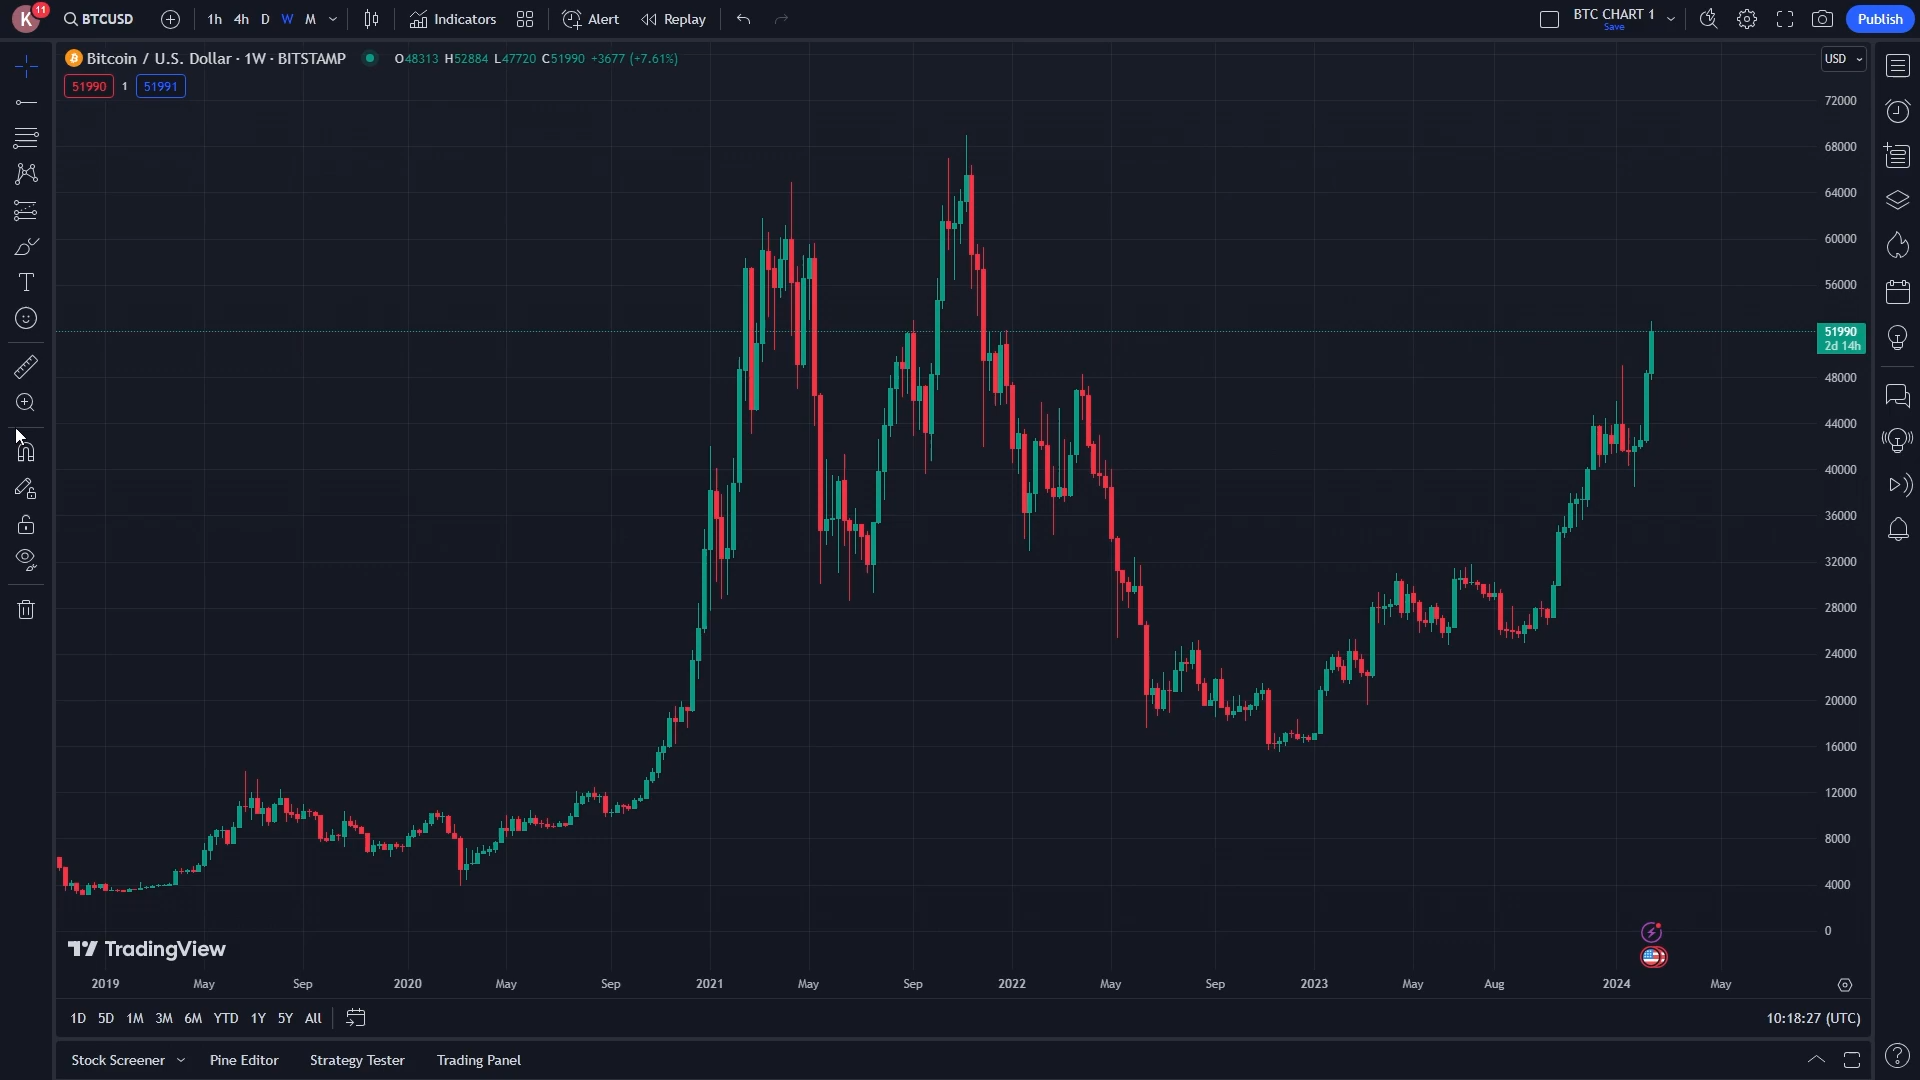 K 11 BTCUSD 1h 4h D W M Indicators Alert Replay BTC CHART 1 Save Publish
Bitcoin / U.S. Dollar · 1W · BITSTAMP O48313 H52884 L47720 C51990 +3677 (+7.61%) USD
51990 1 51991
72000
68000
64000
60000
56000
51990
2d 14h
48000
44000
40000
36000
32000
28000
24000
20000
16000
12000
8000
4000
0
TradingView
2019 May Sep 2020 May Sep 2021 May Sep 2022 May Sep 2023 May Aug 2024 May
1D 5D 1M 3M 6M YTD 1Y 5Y All 10:18:27 (UTC)
Stock Screener Pine Editor Strategy Tester Trading Panel